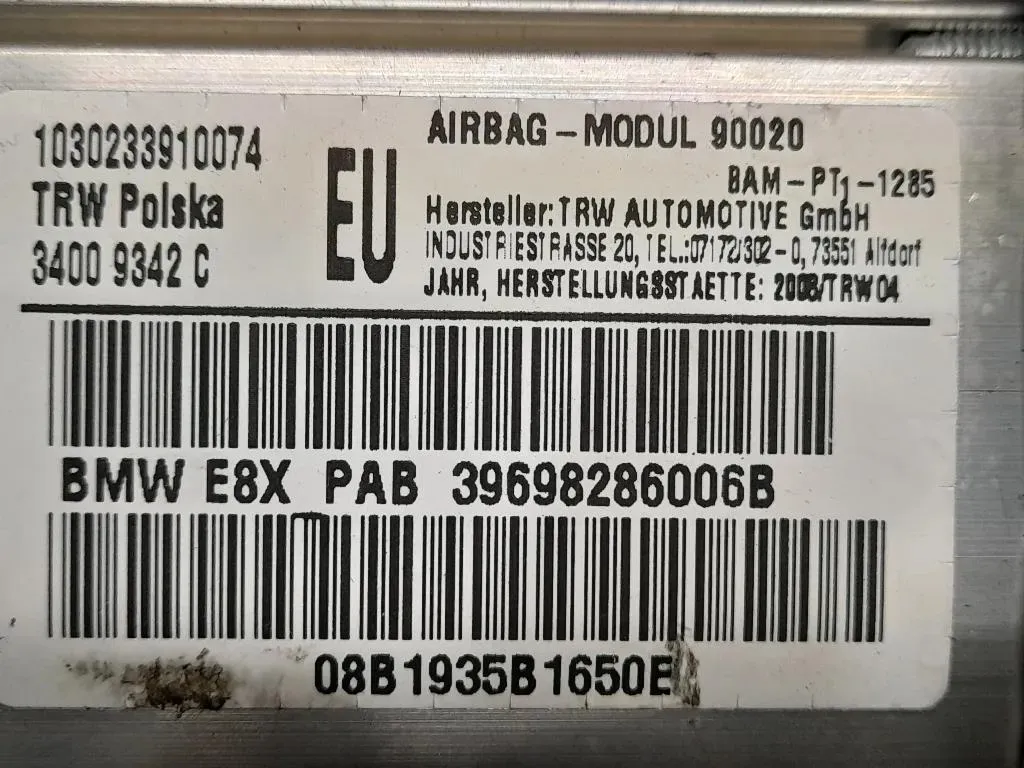 1030233910074
TRW Polska
3400 9342 C
EU
AIRBAG - MODUL 90020
BAM - PT1 - 1285
Hersteller: TRW AUTOMOTIVE GmbH
INDUSTRIESTRASSE 20, TEL.: 07172/302 - 0, 73551 Alfdorf
JAHR, HERSTELLUNGSSTAETTE: 2008/TRW04
BMW E8X PAB 39698286006B
08B1935B1650E